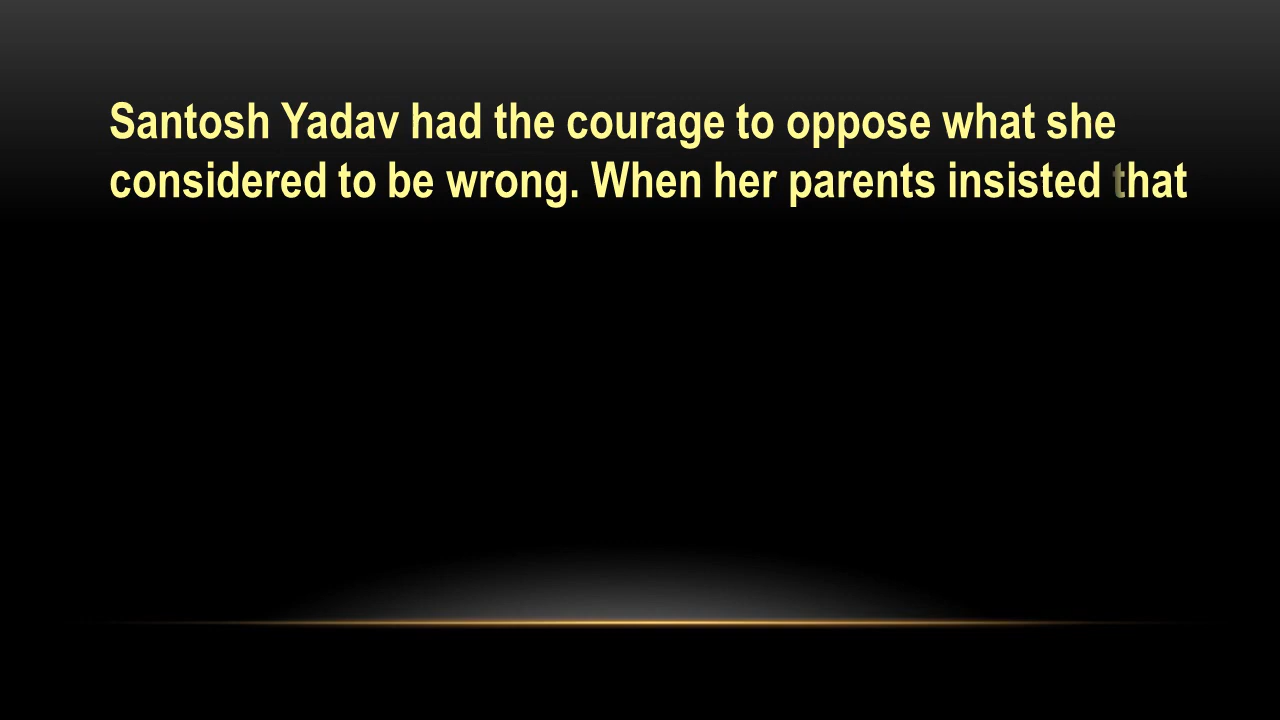 Santosh Yadav had the courage to oppose what she
considered to be wrong. When her parents insisted that